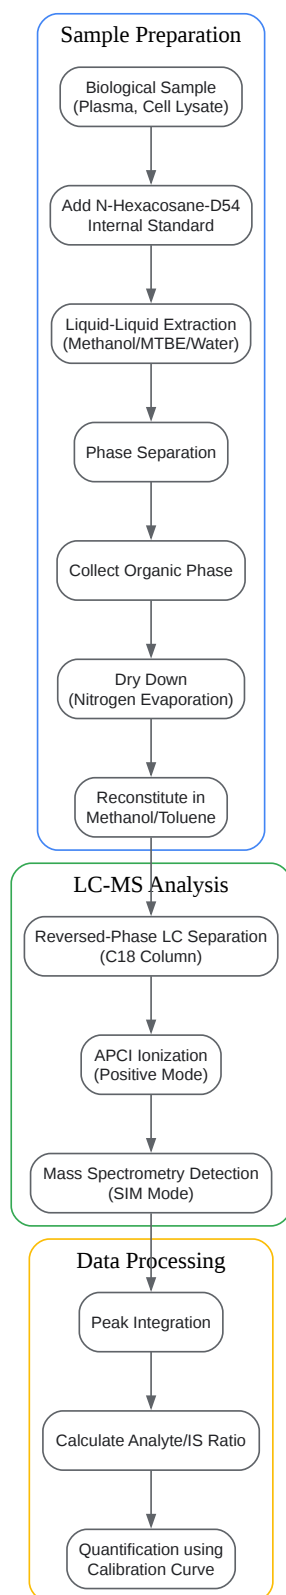 Sample Preparation
Biological Sample
(Plasma, Cell Lysate)
Add N-Hexacosane-D54
Internal Standard
Liquid-Liquid Extraction
(Methanol/MTBE/Water)
Phase Separation
Collect Organic Phase
Dry Down
(Nitrogen Evaporation)
Reconstitute in
Methanol/Toluene
LC-MS Analysis
Reversed-Phase LC Separation
(C18 Column)
APCI Ionization
(Positive Mode)
Mass Spectrometry Detection
(SIM Mode)
Data Processing
Peak Integration
Calculate Analyte/IS Ratio
Quantification using
Calibration Curve